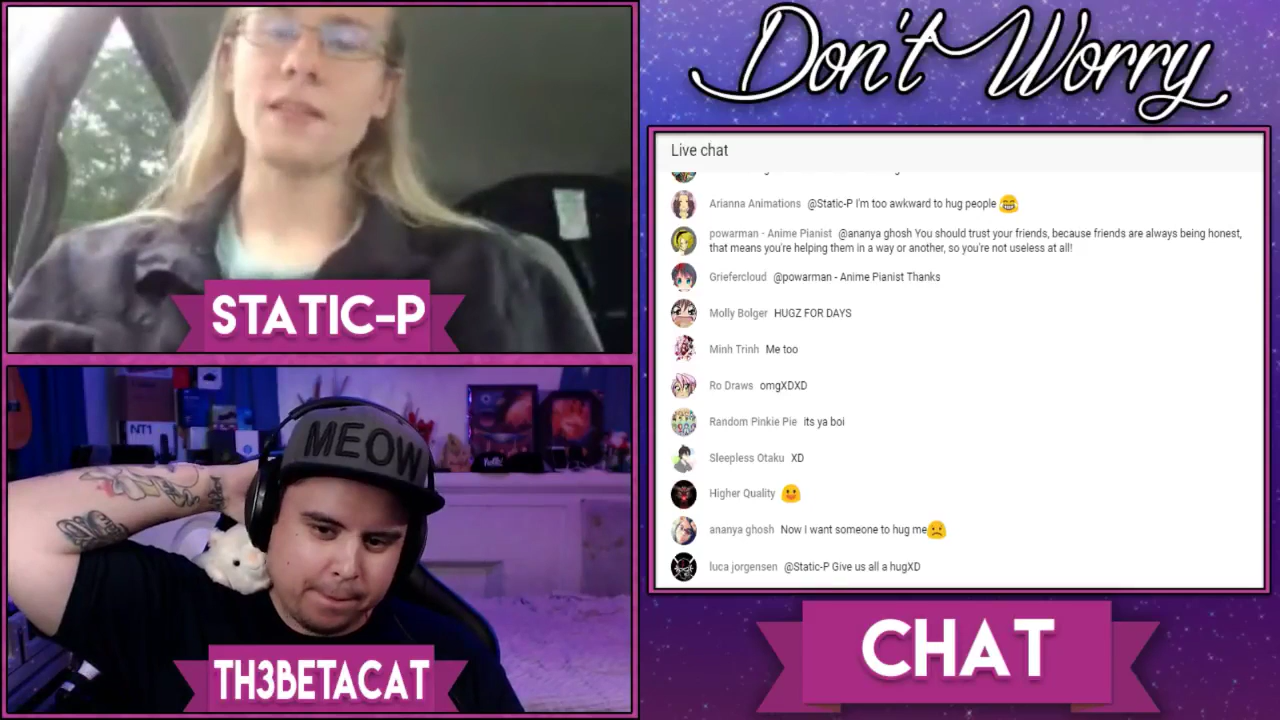 Don't Worry
Live chat
Arianna Animations @Static-P I'm too awkward to hug people
powarman - Anime Pianist @ananya ghosh You should trust your friends, because friends are always being honest,
that means you're helping them in a way or another, so you're not useless at all!
Griefercloud @powarman - Anime Pianist Thanks
Molly Bolger HUGZ FOR DAYS
Minh Trinh Me too
Ro Draws omgXDXD
Random Pinkie Pie its ya boi
Sleepless Otaku XD
Higher Quality
ananya ghosh Now i want someone to hug me
luca jorgensen @Static-P Give us all a hugXD
CHAT
STATIC-P
NT1
MEOW
TH3BETACAT